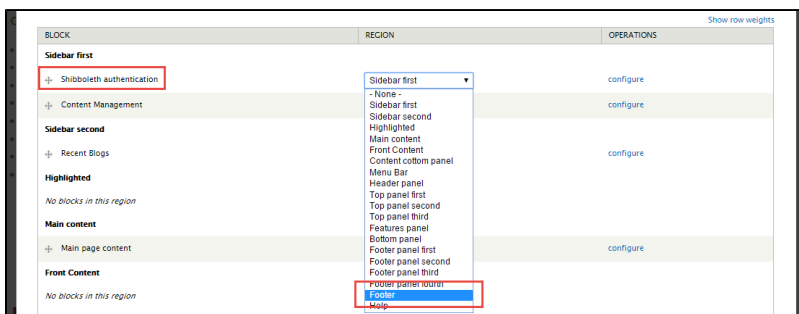 Show row weights
BLOCK REGION OPERATIONS
Sidebar first
Shibboleth authentication Sidebar first configure
- None -
Content Management Sidebar first configure
Sidebar second
Sidebar second Highlighted
Main content
Recent Blogs Front Content configure
Content cottom panel
Menu Bar
Highlighted Header panel
Top panel first
No blocks in this region Top panel second
Top panel third
Main content Features panel
Bottom panel
Main page content Footer panel first configure
Footer panel second
Front Content Footer panel third
Footer panel fourth
No blocks in this region Footer
Help